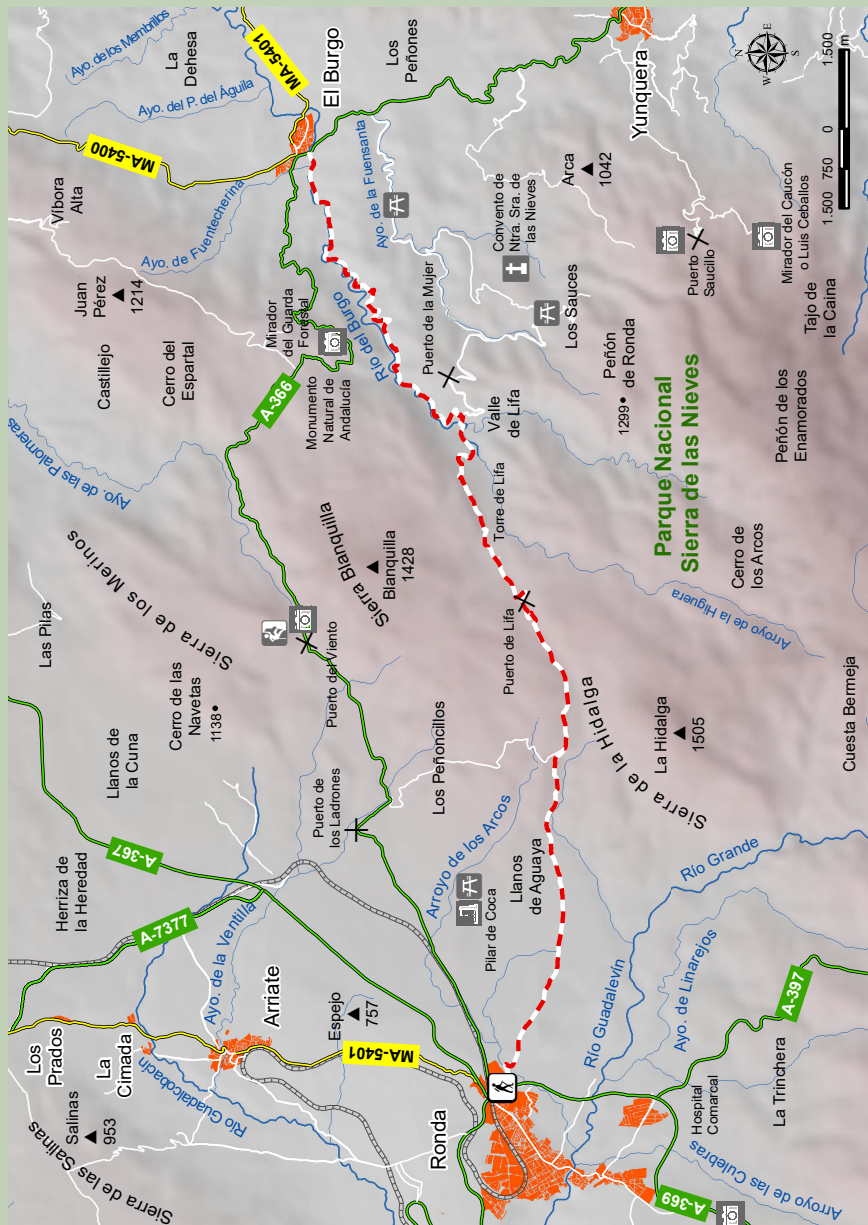 Ayo. de los Membrillos
La
Dehesa
MA-5401
El Burgo
Los
Peñones
Yunquera
N
E
S
W
1.500
750
0
1.500 m
Ayo. del P. del Águila
MA-5400
Víbora
Alta
Ayo. de Fuentecherina
Ayo. de la Fuensanta
Convento de
Ntra. Sra. de
las Nieves
Arca
1042
Puerto
Saucillo
Mirador del Caucón
o Luis Ceballos
Juan
Pérez
1214
Castillejo
Cerro del
Espartal
Mirador
del Guarda
Forestal
Río del Burgo
Puerto de la Mujer
Los Sauces
Peñón
de Ronda
1299
Tajo de
la Caina
A-366
Monumento
Natural de
Andalucía
Valle
de Lifa
Parque Nacional
Sierra de las Nieves
Peñón de los
Enamorados
Ayo. de las Palomeras
Sierra de los Merinos
Sierra Blanquilla
Blanquilla
1428
Torre de Lifa
Cerro de
los Arcos
Las Pilas
Puerto del Viento
Puerto de Lifa
Arroyo de la Higuera
Cerro de las
Navetas
1138
Llanos de
la Cuna
Los Peñoncillos
Sierra de la Hidalga
La Hidalga
1505
Cuesta Bermeja
Puerto de
los Ladrones
A-367
Herriza de
la Heredad
A-7377
Arroyo de los Arcos
Pilar de Coca
Llanos
de Aguaya
Río Grande
Ayo. de la Ventilla
Arriate
Espejo
757
MA-5401
Río Guadalevín
Ayo. de Linarejos
A-397
Los
Prados
La
Cimada
Río Guadalcobacín
Salinas
953
Sierra de las Salinas
Ronda
Hospital
Comarcal
La Trinchera
Arroyo de las Culebras
A-369